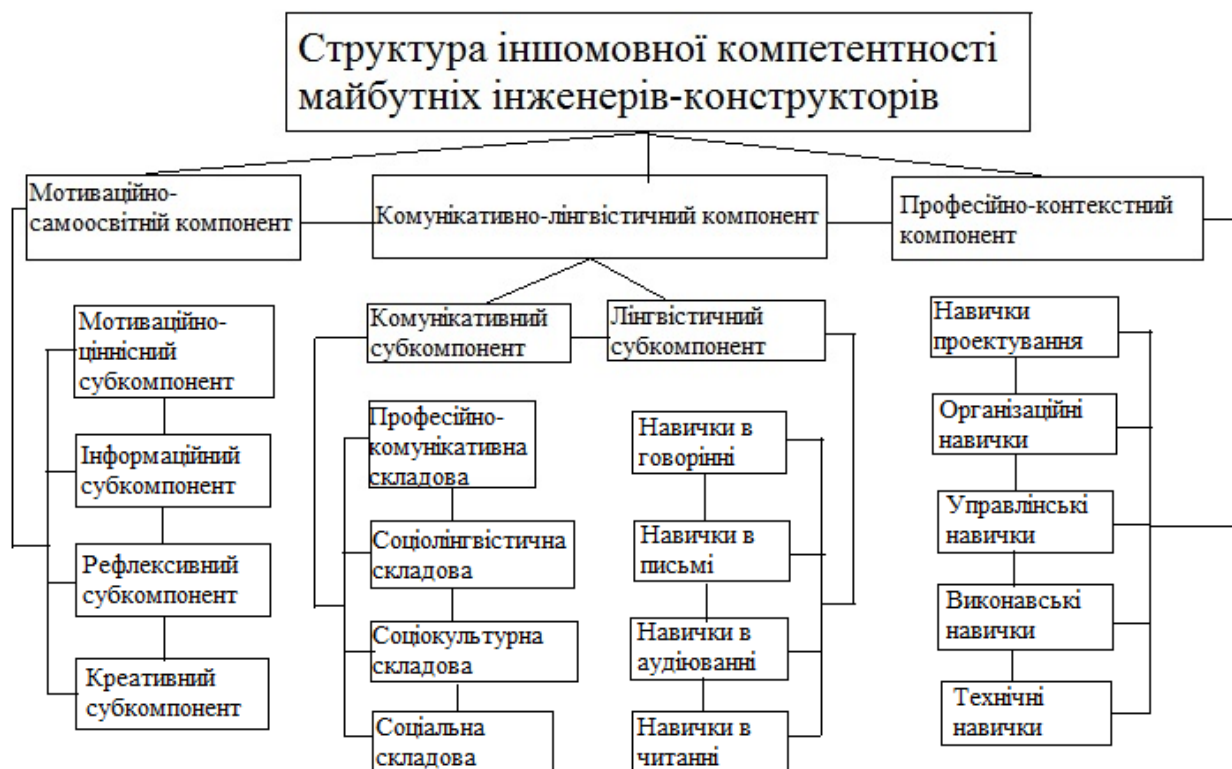 Структура іншомовної компетентності
майбутніх інженерів-конструкторів
Мотиваційно-
самоосвітній компонент
Комунікативно-лінгвістичний компонент
Професійно-контекстний
компонент
Мотиваційно-
ціннісний
субкомпонент
Інформаційний
субкомпонент
Рефлексивний
субкомпонент
Креативний
субкомпонент
Комунікативний
субкомпонент
Лінгвістичний
субкомпонент
Професійно-
комунікативна
складова
Соціолінгвістична
складова
Соціокультурна
складова
Соціальна
складова
Навички в
говорінні
Навички в
письмі
Навички в
аудіюванні
Навички в
читанні
Навички
проектування
Організаційні
навички
Управлінські
навички
Виконавські
навички
Технічні
навички